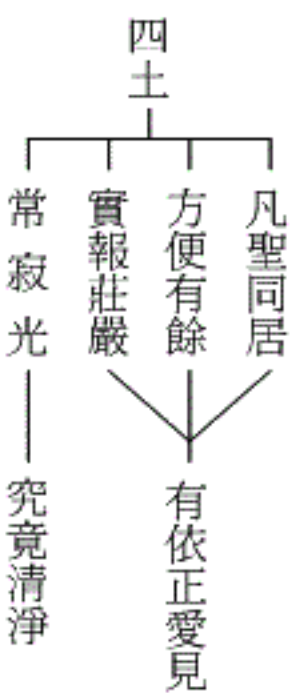 四土
凡聖同居
方便有餘
實報莊嚴
常寂光
有依正愛見
究竟清淨